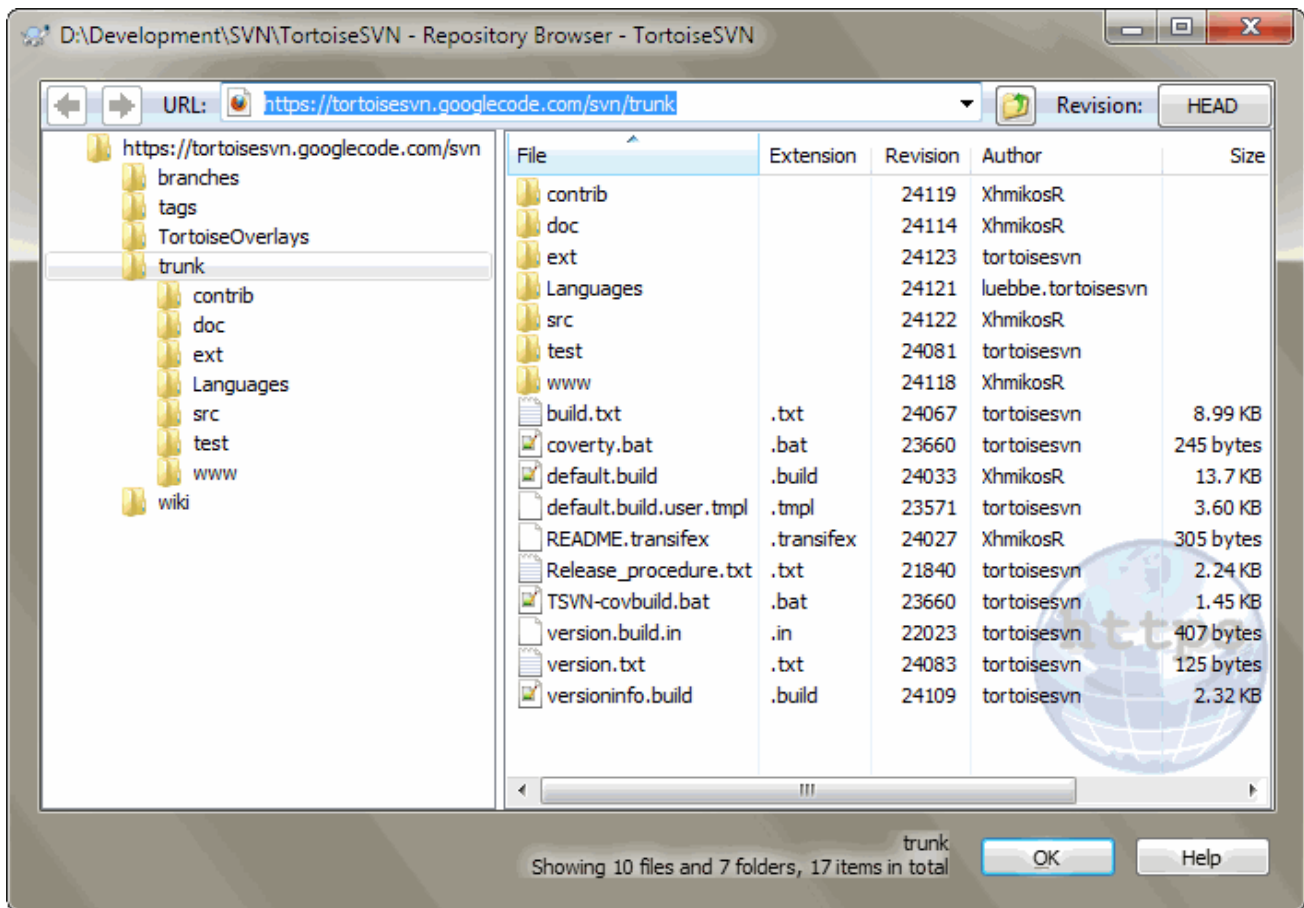 D:\Development\SVN\TortoiseSVN - Repository Browser - TortoiseSVN
URL: https://tortoisesvn.googlecode.com/svn/trunk Revision: HEAD
https://tortoisesvn.googlecode.com/svn
branches
tags
TortoiseOverlays
trunk
contrib
doc
ext
Languages
src
test
www
wiki
File Extension Revision Author Size
contrib 24119 XhmikosR
doc 24114 XhmikosR
ext 24123 tortoisesvn
Languages 24121 luebbe.tortoisesvn
src 24122 XhmikosR
test 24081 tortoisesvn
www 24118 XhmikosR
build.txt .txt 24067 tortoisesvn 8.99 KB
coverty.bat .bat 23660 tortoisesvn 245 bytes
default.build .build 24033 XhmikosR 13.7 KB
default.build.user.tmpl .tmpl 23571 tortoisesvn 3.60 KB
README.transifex .transifex 24027 XhmikosR 305 bytes
Release_procedure.txt .txt 21840 tortoisesvn 2.24 KB
TSVN-covbuild.bat .bat 23660 tortoisesvn 1.45 KB
version.build.in .in 22023 tortoisesvn 407 bytes
version.txt .txt 24083 tortoisesvn 125 bytes
versioninfo.build .build 24109 tortoisesvn 2.32 KB
https
trunk
Showing 10 files and 7 folders, 17 items in total
OK Help